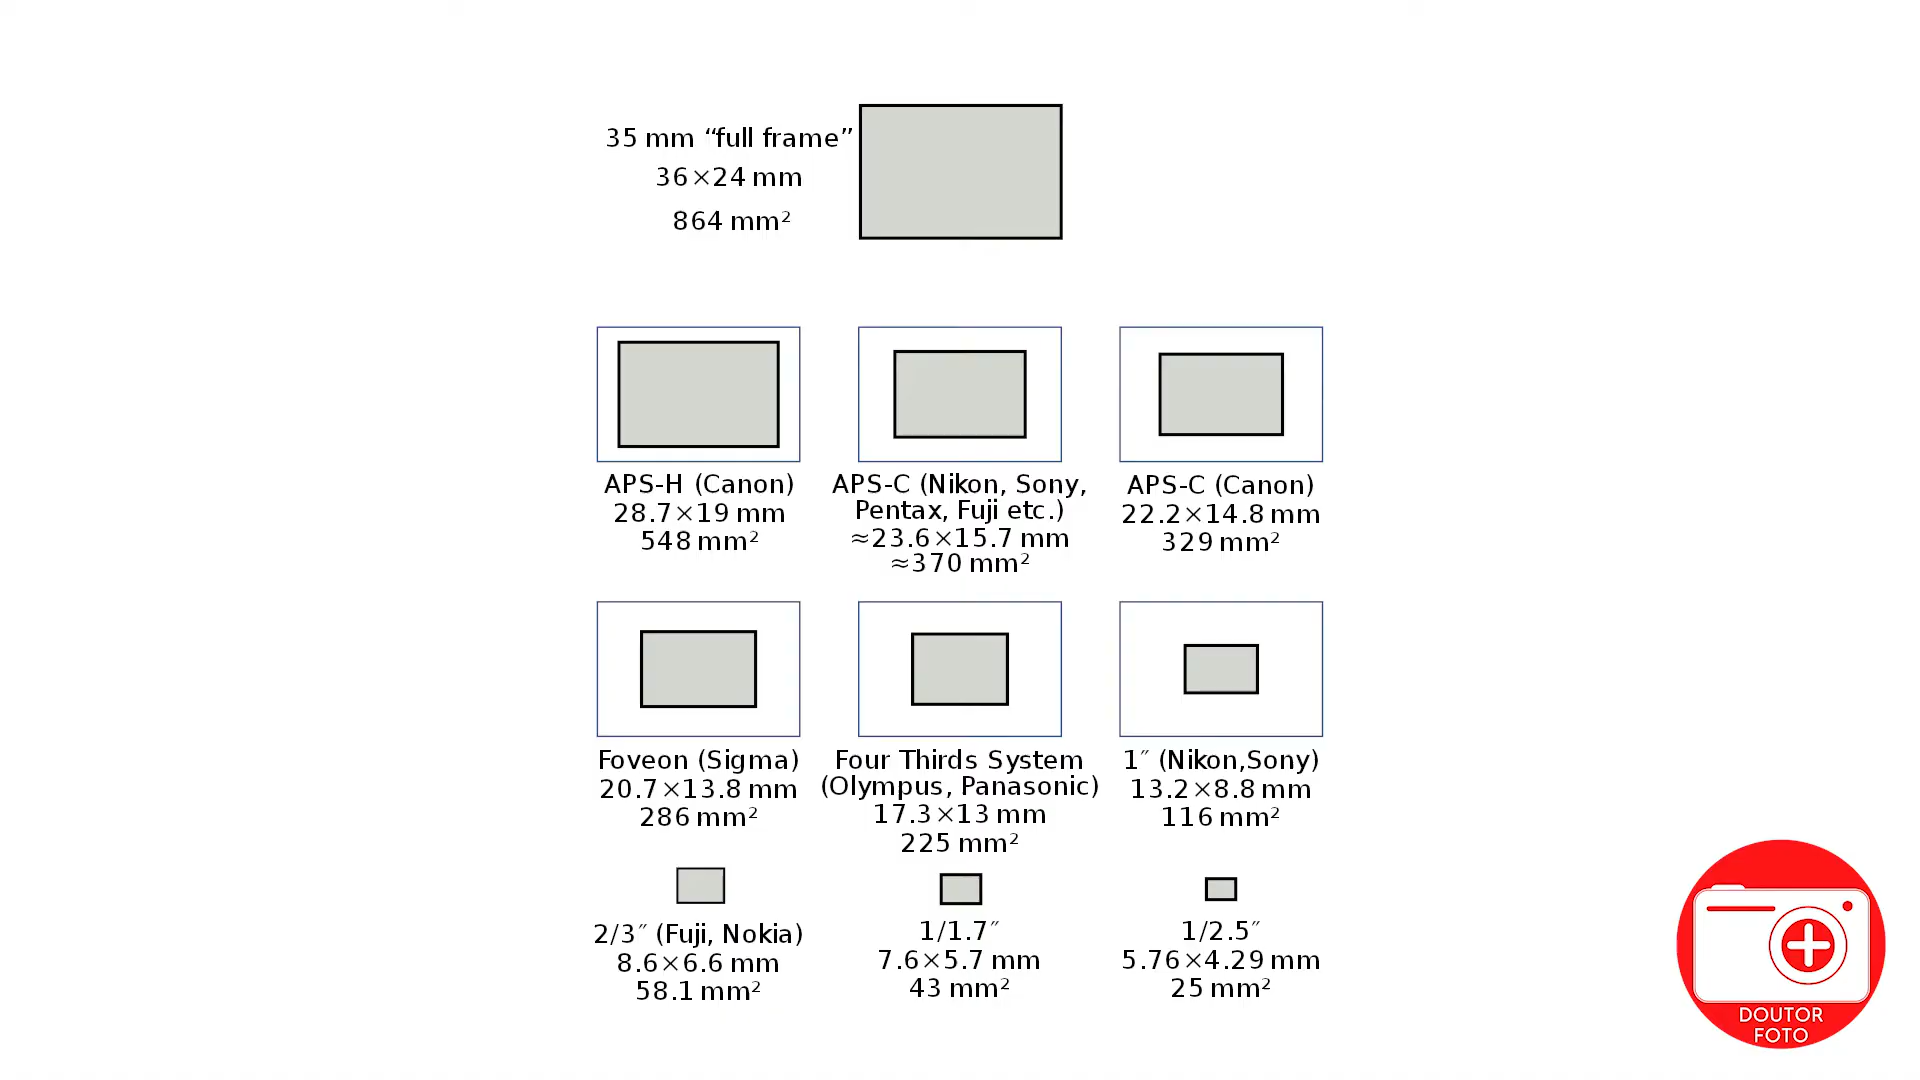 35 mm “full frame”
36×24 mm
864 mm²
APS-H (Canon)
28.7×19 mm
548 mm²
APS-C (Nikon, Sony,
Pentax, Fuji etc.)
≈23.6×15.7 mm
≈370 mm²
APS-C (Canon)
22.2×14.8 mm
329 mm²
Foveon (Sigma)
20.7×13.8 mm
286 mm²
Four Thirds System
(Olympus, Panasonic)
17.3×13 mm
225 mm²
1″ (Nikon,Sony)
13.2×8.8 mm
116 mm²
2/3″ (Fuji, Nokia)
8.6×6.6 mm
58.1 mm²
1/1.7″
7.6×5.7 mm
43 mm²
1/2.5″
5.76×4.29 mm
25 mm²
DOUTOR
FOTO